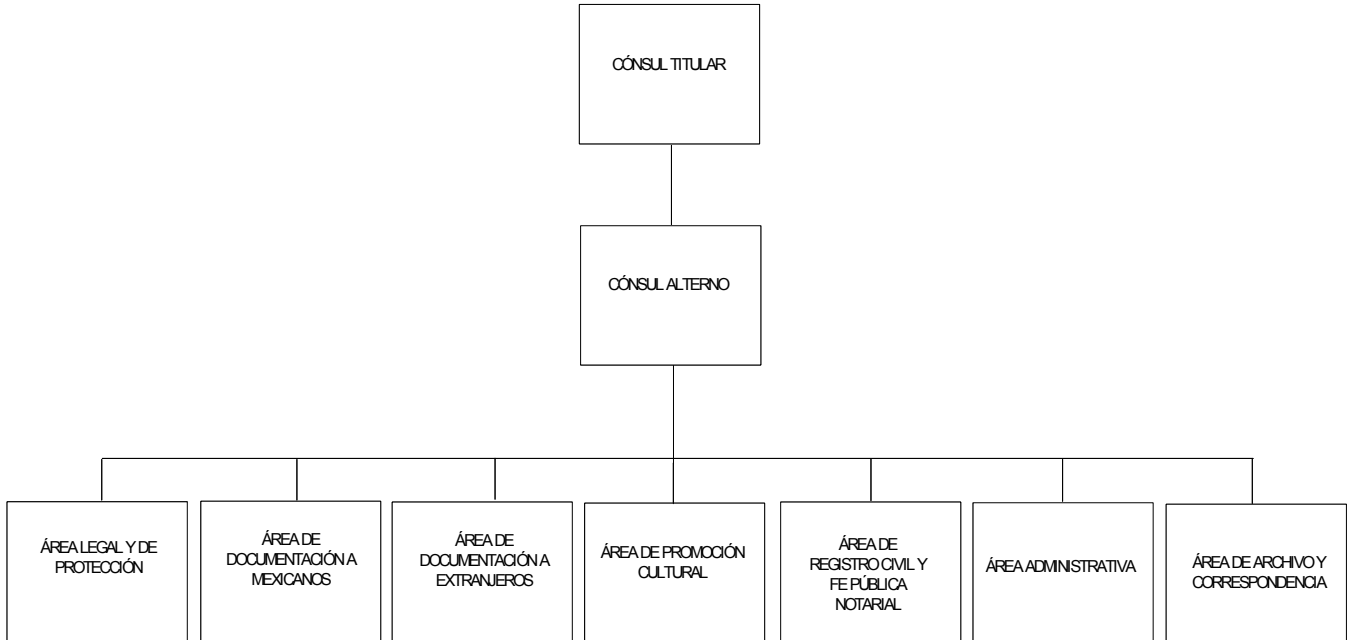 CÓNSUL TITULAR
CÓNSUL ALTERNO
ÁREA LEGAL Y DE
PROTECCIÓN
ÁREA DE
DOCUMENTACIÓN A
MEXICANOS
ÁREA DE
DOCUMENTACIÓN A
EXTRANJEROS
ÁREA DE PROMOCIÓN
CULTURAL
ÁREA DE
REGISTRO CIVIL Y
FE PÚBLICA
NOTARIAL
ÁREA ADMINISTRATIVA
ÁREA DE ARCHIVO Y
CORRESPONDENCIA